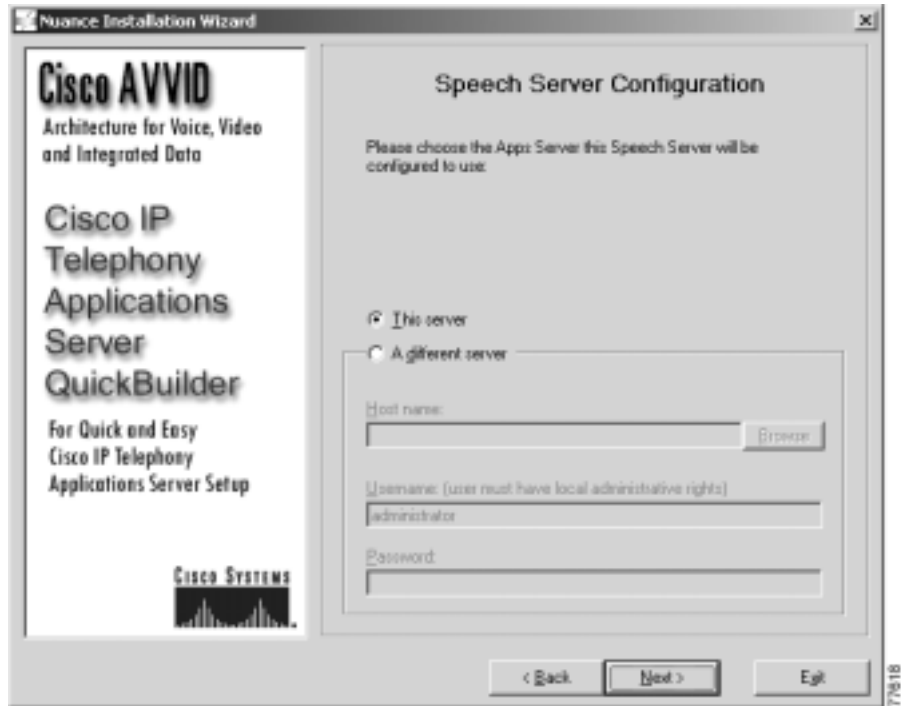 Nuance Installation Wizard
Cisco AVVID
Architecture for Voice, Video
and Integrated Data
Cisco IP
Telephony
Applications
Server
QuickBuilder
For Quick and Easy
Cisco IP Telephony
Applications Server Setup
CISCO SYSTEMS
Speech Server Configuration
Please choose the Apps Server this Speech Server will be
configured to use:
This server
A different server
Host name:
Browse
Username: (user must have local administrative rights)
administrator
Password:
< Back
Next >
Exit
77618